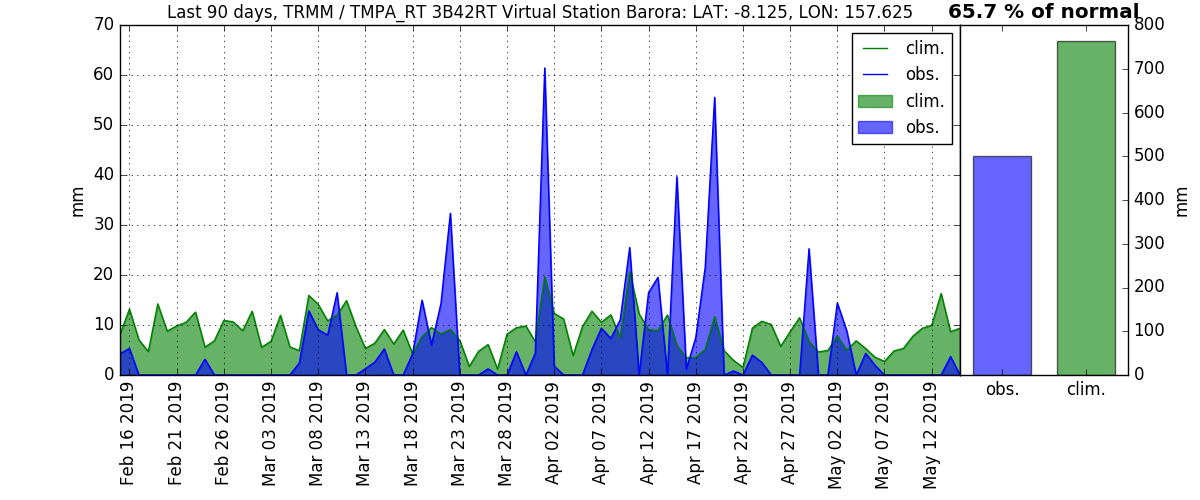 Last 90 days, TRMM / TMPA_RT 3B42RT Virtual Station Barora: LAT: -8.125, LON: 157.625
65.7 % of normal
70
60
50
40
30
20
10
0
mm
clim.
obs.
clim.
obs.
800
700
600
500
400
300
200
100
0
mm
obs.
clim.
Feb 16 2019
Feb 21 2019
Feb 26 2019
Mar 03 2019
Mar 08 2019
Mar 13 2019
Mar 18 2019
Mar 23 2019
Mar 28 2019
Apr 02 2019
Apr 07 2019
Apr 12 2019
Apr 17 2019
Apr 22 2019
Apr 27 2019
May 02 2019
May 07 2019
May 12 2019